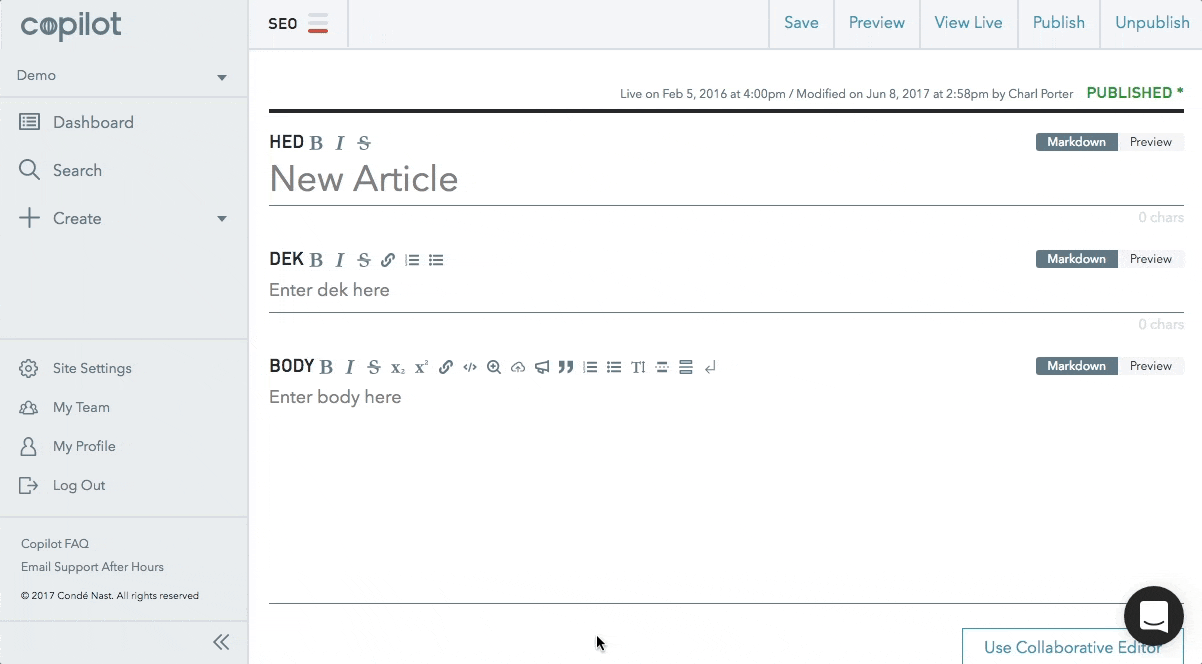 copilot
Demo
Dashboard
Search
Create
Site Settings
My Team
My Profile
Log Out
Copilot FAQ
Email Support After Hours
© 2017 Condé Nast. All rights reserved
SEO
Save
Preview
View Live
Publish
Unpublish
Live on Feb 5, 2016 at 4:00pm / Modified on Jun 8, 2017 at 2:58pm by Charl Porter PUBLISHED *
HED B I S Markdown Preview
New Article
0 chars
DEK B I S Markdown Preview
Enter dek here
0 chars
BODY B I S x₂ x² </> T Markdown Preview
Enter body here
Use Collaborative Editor